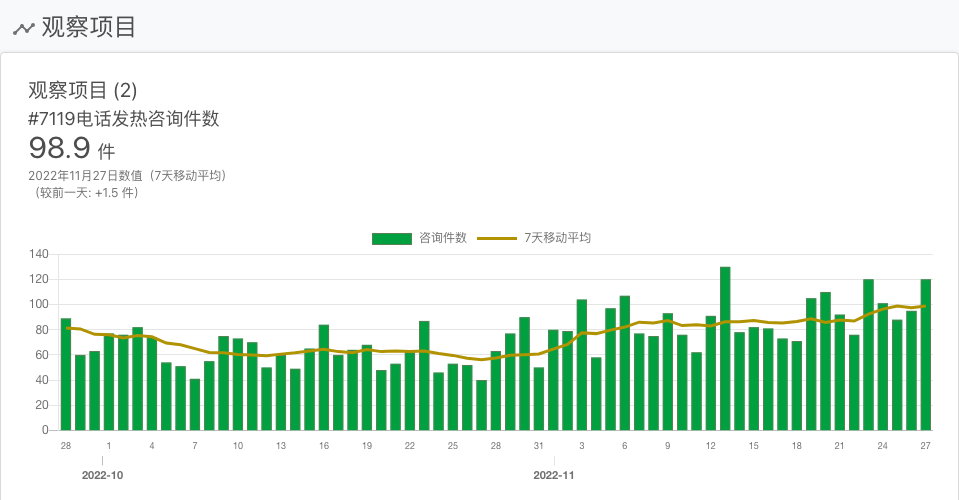 观察项目
观察项目 (2)
#7119电话发热咨询件数
98.9 件
2022年11月27日数值（7天移动平均）
（较前一天: +1.5 件）
咨询件数 7天移动平均
140
120
100
80
60
40
20
0
28 1 4 7 10 13 16 19 22 25 28 31 3 6 9 12 15 18 21 24 27
2022-10 2022-11